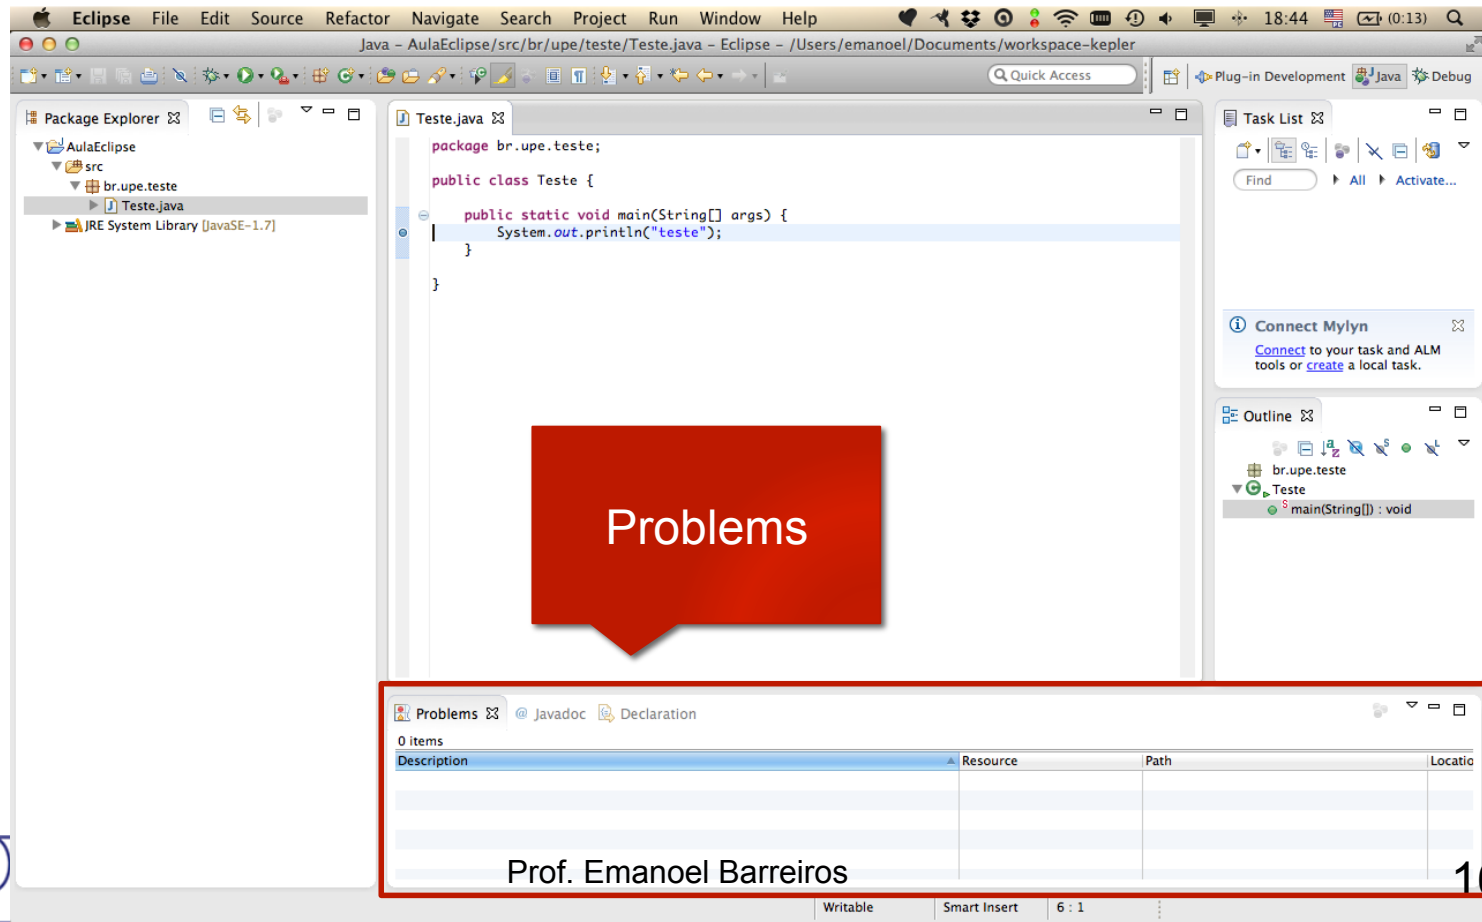 Eclipse File Edit Source Refactor Navigate Search Project Run Window Help 18:44 (0:13)
Java – AulaEclipse/src/br/upe/teste/Teste.java – Eclipse – /Users/emanoel/Documents/workspace-kepler
Quick Access Plug-in Development Java Debug
Package Explorer
AulaEclipse
src
br.upe.teste
Teste.java
JRE System Library [JavaSE-1.7]
Teste.java
package br.upe.teste;
public class Teste {
public static void main(String[] args) {
System.out.println("teste");
}
}
Task List
Find All Activate...
Connect Mylyn
Connect to your task and ALM
tools or create a local task.
Outline
br.upe.teste
Teste
main(String[]) : void
Problems
Problems @ Javadoc Declaration
0 items
Description Resource Path Locatio
Prof. Emanoel Barreiros
Writable Smart Insert 6 : 1